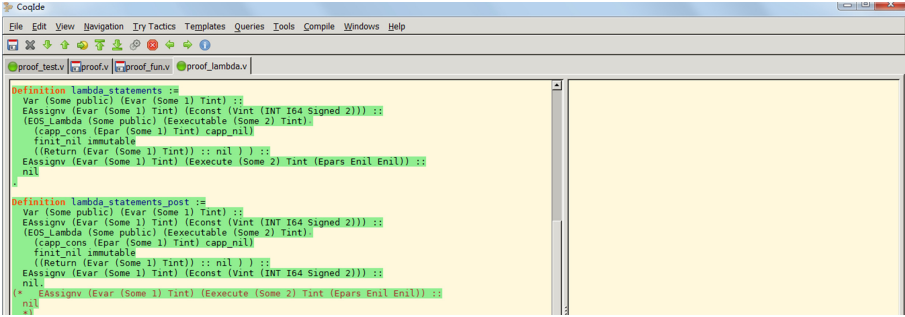 CoqIde
File Edit View Navigation Try Tactics Templates Queries Tools Compile Windows Help
proof_test.v proof.v proof_fun.v proof_lambda.v
Definition lambda_statements :=
Var (Some public) (Evar (Some 1) Tint) ::
EAssignv (Evar (Some 1) Tint) (Econst (Vint (INT I64 Signed 2))) ::
(EOS_Lambda (Some public) (Eexecutable (Some 2) Tint)
(capp_cons (Epar (Some 1) Tint) capp_nil)
finit_nil immutable
((Return (Evar (Some 1) Tint)) :: nil ) ) ::
EAssignv (Evar (Some 1) Tint) (Eexecute (Some 2) Tint (Epars Enil Enil)) ::
nil
.
Definition lambda_statements_post :=
Var (Some public) (Evar (Some 1) Tint) ::
EAssignv (Evar (Some 1) Tint) (Econst (Vint (INT I64 Signed 2))) ::
(EOS_Lambda (Some public) (Eexecutable (Some 2) Tint)
(capp_cons (Epar (Some 1) Tint) capp_nil)
finit_nil immutable
((Return (Evar (Some 1) Tint)) :: nil ) ) ::
EAssignv (Evar (Some 1) Tint) (Econst (Vint (INT I64 Signed 2))) ::
nil.
(* EAssignv (Evar (Some 1) Tint) (Eexecute (Some 2) Tint (Epars Enil Enil)) ::
nil
*)